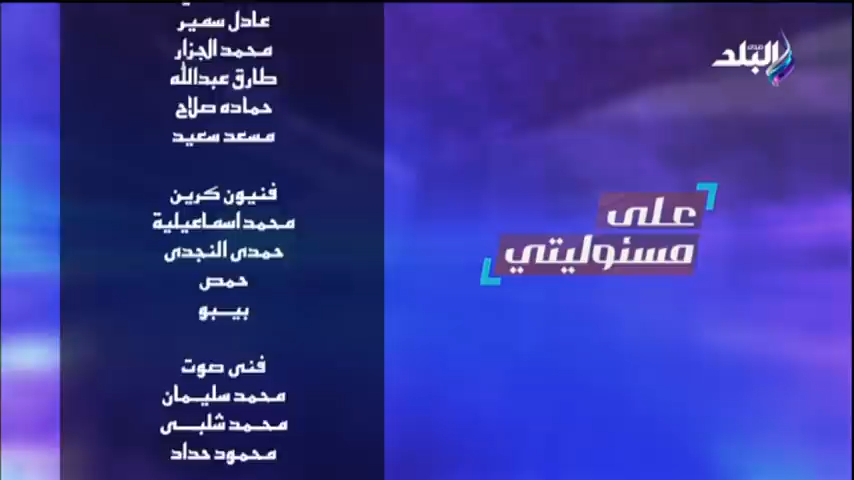 عادل سمير
محمد الجزار
طارق عبدالله
حماده صلاح
مسعد سعيد
فنيون كرين
محمد اسماعيلية
حمدى النجدى
حمص
بيبو
فنى صوت
محمد سليمان
محمد شلبى
محمود حداد
صدى البلد
على
مسئوليتي